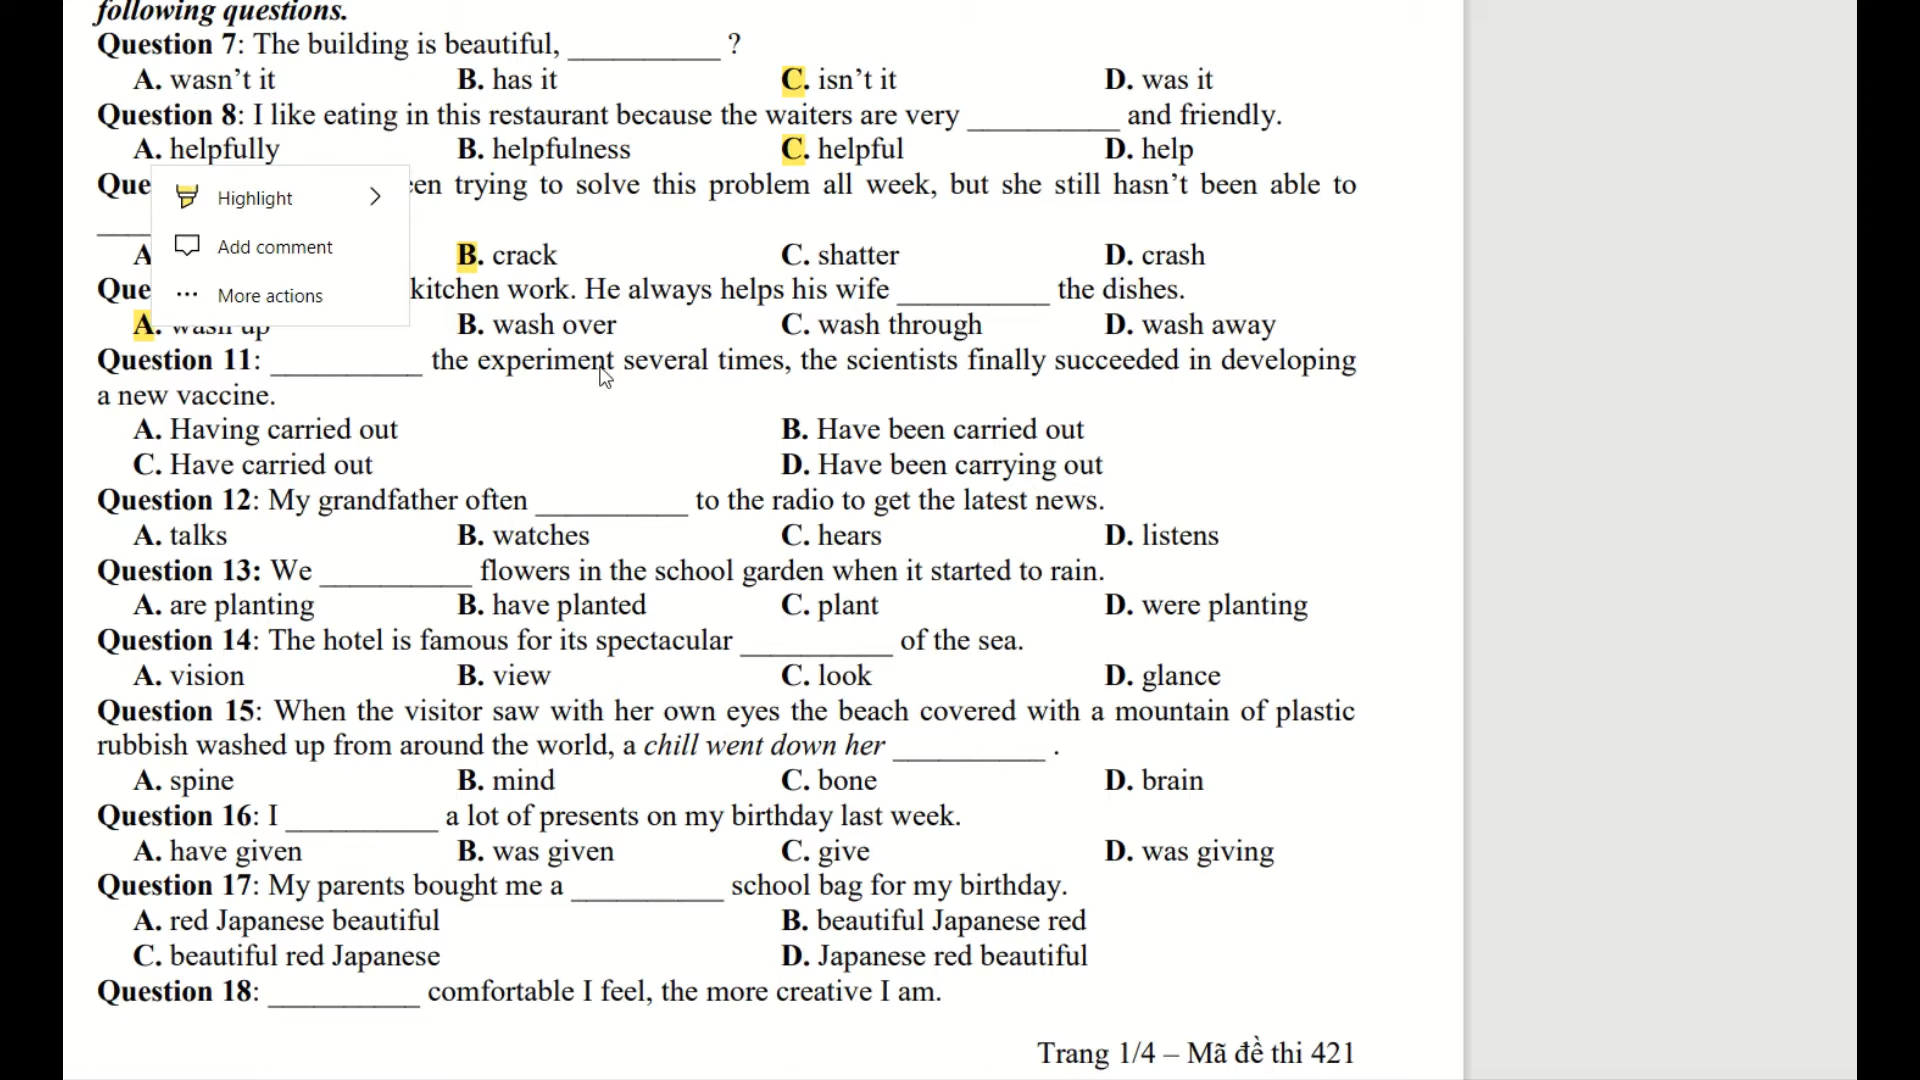 following questions.
Question 7: The building is beautiful, __________ ?
A. wasn’t it B. has it C. isn’t it D. was it
Question 8: I like eating in this restaurant because the waiters are very __________ and friendly.
A. helpfully B. helpfulness C. helpful D. help
Que een trying to solve this problem all week, but she still hasn’t been able to
Highlight
Add comment
A B. crack C. shatter D. crash
Que kitchen work. He always helps his wife __________ the dishes.
More actions
A. wash up B. wash over C. wash through D. wash away
Question 11: __________ the experiment several times, the scientists finally succeeded in developing
a new vaccine.
A. Having carried out B. Have been carried out
C. Have carried out D. Have been carrying out
Question 12: My grandfather often __________ to the radio to get the latest news.
A. talks B. watches C. hears D. listens
Question 13: We __________ flowers in the school garden when it started to rain.
A. are planting B. have planted C. plant D. were planting
Question 14: The hotel is famous for its spectacular __________ of the sea.
A. vision B. view C. look D. glance
Question 15: When the visitor saw with her own eyes the beach covered with a mountain of plastic
rubbish washed up from around the world, a chill went down her __________ .
A. spine B. mind C. bone D. brain
Question 16: I __________ a lot of presents on my birthday last week.
A. have given B. was given C. give D. was giving
Question 17: My parents bought me a __________ school bag for my birthday.
A. red Japanese beautiful B. beautiful Japanese red
C. beautiful red Japanese D. Japanese red beautiful
Question 18: __________ comfortable I feel, the more creative I am.
Trang 1/4 – Mã đề thi 421